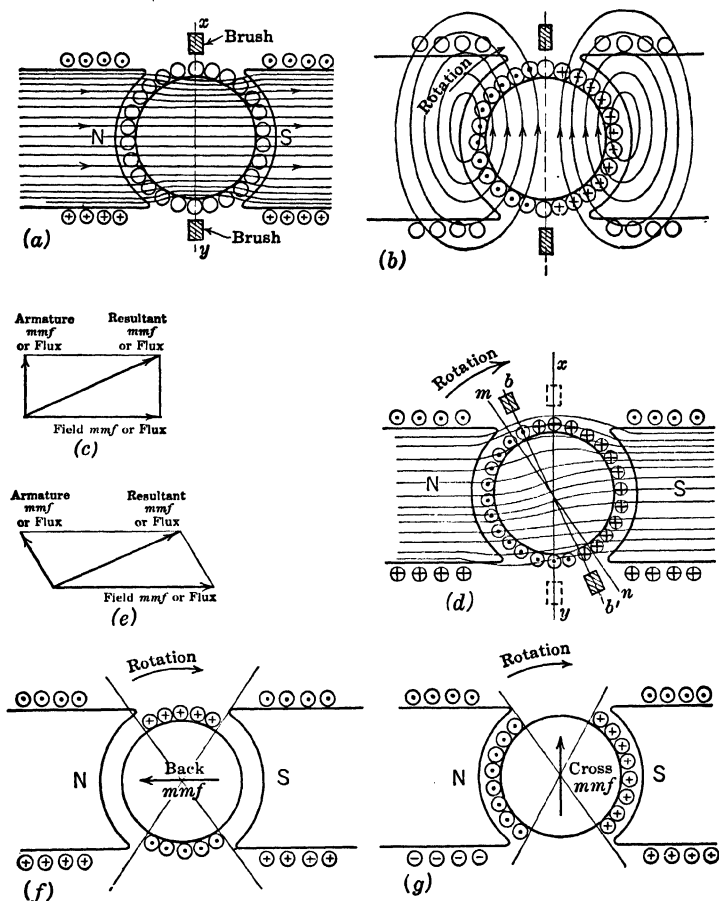 x
Brush
N
S
Brush
y
(a)
Rotation
(b)
Armature
mmf
or Flux
Resultant
mmf
or Flux
Field mmf or Flux
(c)
Rotation
x
b
m
N
S
y
b'
n
(d)
Armature
mmf
or Flux
Resultant
mmf
or Flux
Field mmf or Flux
(e)
Rotation
N
S
Back
mmf
(f)
Rotation
N
S
Cross
mmf
(g)